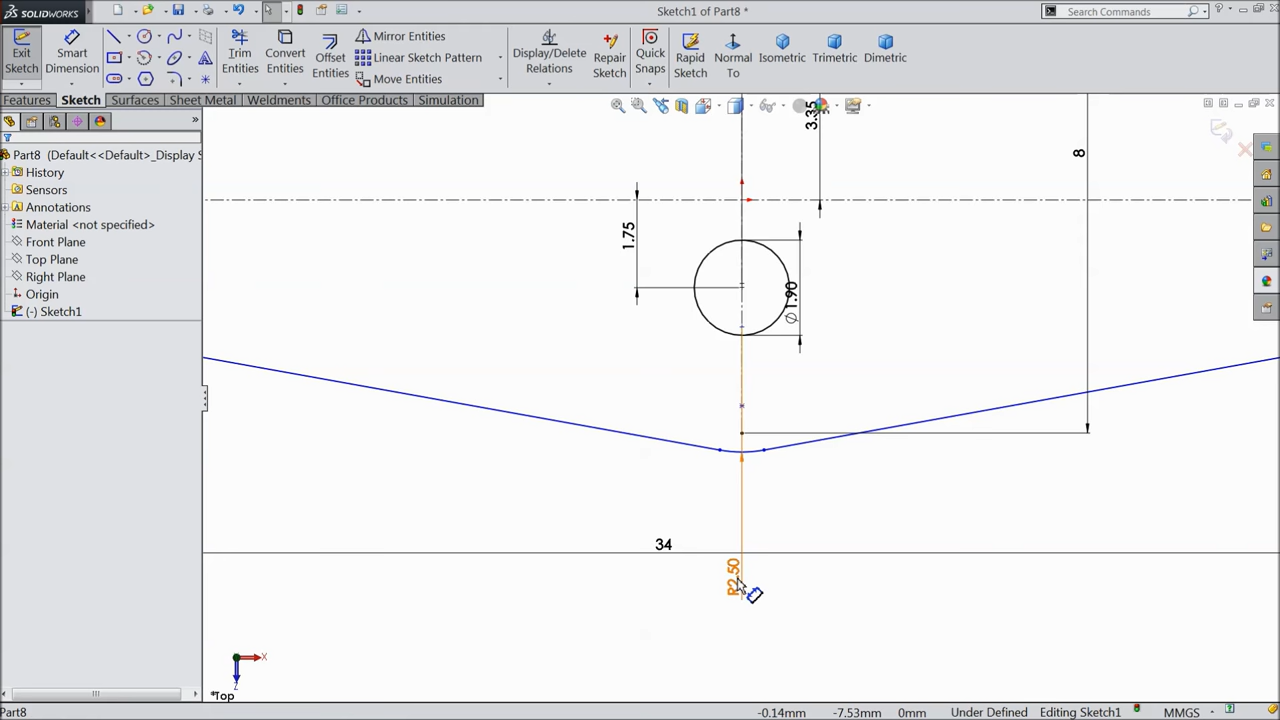 SOLIDWORKS
Sketch1 of Part8 *
Search Commands
Exit Sketch
Smart Dimension
Trim Entities
Convert Entities
Offset Entities
Mirror Entities
Linear Sketch Pattern
Move Entities
Display/Delete Relations
Repair Sketch
Quick Snaps
Rapid Sketch
Normal To
Isometric
Trimetric
Dimetric
Features
Sketch
Surfaces
Sheet Metal
Weldments
Office Products
Simulation
Part8 (Default<<Default>_Display S
History
Sensors
Annotations
Material <not specified>
Front Plane
Top Plane
Right Plane
Origin
(-) Sketch1
3.35
8
1.75
∅1.90
34
R2.50
X
Z
*Top
Part8
-0.14mm
-7.53mm
0mm
Under Defined
Editing Sketch1
MMGS